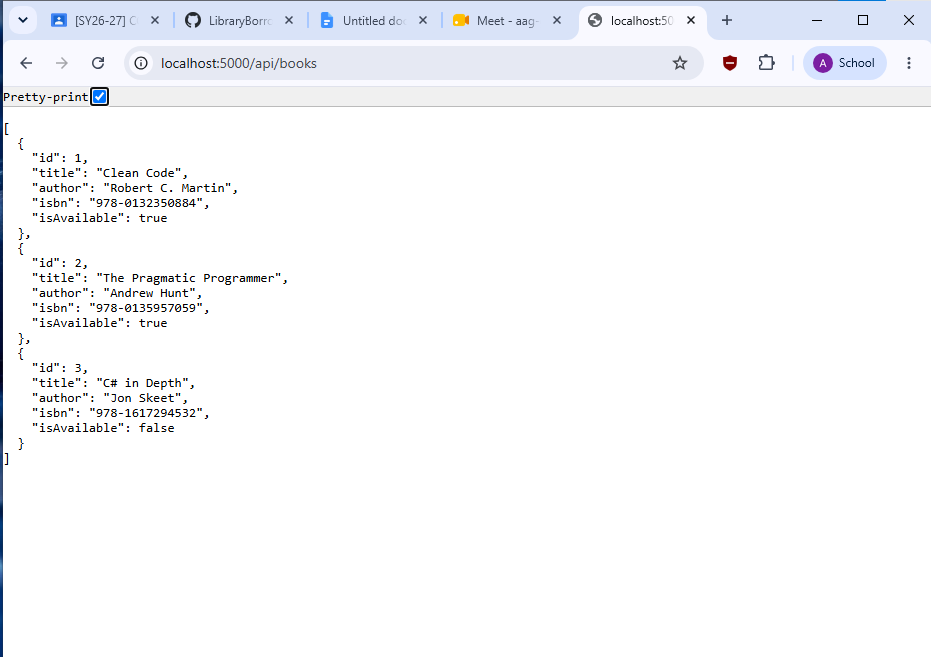 [SY26-27] C
LibraryBorro
Untitled doc
Meet - aag-
localhost:50
localhost:5000/api/books
A School
Pretty-print
[
  {
    "id": 1,
    "title": "Clean Code",
    "author": "Robert C. Martin",
    "isbn": "978-0132350884",
    "isAvailable": true
  },
  {
    "id": 2,
    "title": "The Pragmatic Programmer",
    "author": "Andrew Hunt",
    "isbn": "978-0135957059",
    "isAvailable": true
  },
  {
    "id": 3,
    "title": "C# in Depth",
    "author": "Jon Skeet",
    "isbn": "978-1617294532",
    "isAvailable": false
  }
]